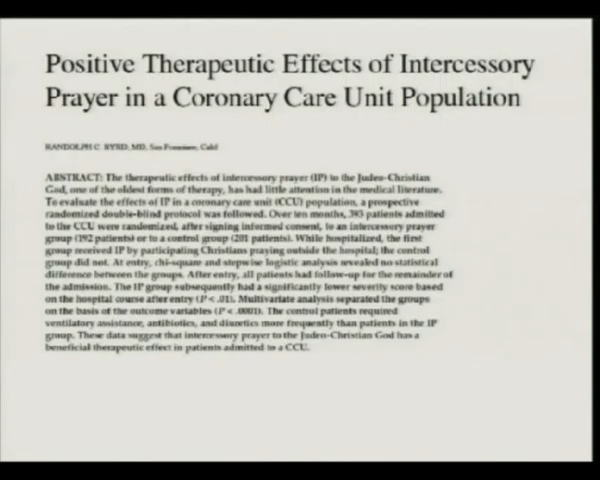 Positive Therapeutic Effects of Intercessory
Prayer in a Coronary Care Unit Population
RANDOLPH C. BYRD, MD, San Francisco, Calif
ABSTRACT: The therapeutic effects of intercessory prayer (IP) to the Judeo-Christian
God, one of the oldest forms of therapy, has had little attention in the medical literature.
To evaluate the effects of IP in a coronary care unit (CCU) population, a prospective
randomized double-blind protocol was followed. Over ten months, 393 patients admitted
to the CCU were randomized, after signing informed consent, to an intercessory prayer
group (192 patients) or to a control group (201 patients). While hospitalized, the first
group received IP by participating Christians praying outside the hospital; the control
group did not. At entry, chi-square and stepwise logistic analysis revealed no statistical
difference between the groups. After entry, all patients had follow-up for the remainder of
the admission. The IP group subsequently had a significantly lower severity score based
on the hospital course after entry (P < .01). Multivariate analysis separated the groups
on the basis of the outcome variables (P < .0001). The control patients required
ventilatory assistance, antibiotics, and diuretics more frequently than patients in the IP
group. These data suggest that intercessory prayer to the Judeo-Christian God has a
beneficial therapeutic effect in patients admitted to a CCU.